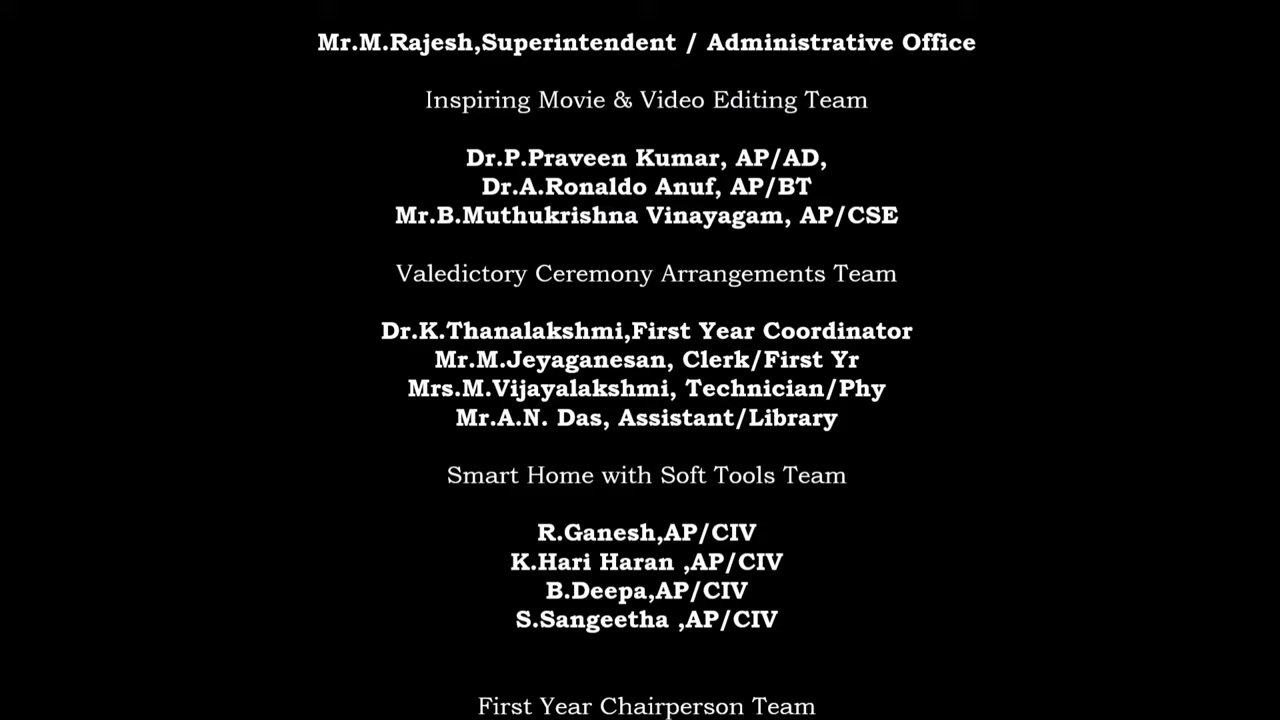 Mr.M.Rajesh,Superintendent / Administrative Office
Inspiring Movie & Video Editing Team
Dr.P.Praveen Kumar, AP/AD,
Dr.A.Ronaldo Anuf, AP/BT
Mr.B.Muthukrishna Vinayagam, AP/CSE
Valedictory Ceremony Arrangements Team
Dr.K.Thanalakshmi,First Year Coordinator
Mr.M.Jeyaganesan, Clerk/First Yr
Mrs.M.Vijayalakshmi, Technician/Phy
Mr.A.N. Das, Assistant/Library
Smart Home with Soft Tools Team
R.Ganesh,AP/CIV
K.Hari Haran ,AP/CIV
B.Deepa,AP/CIV
S.Sangeetha ,AP/CIV
First Year Chairperson Team